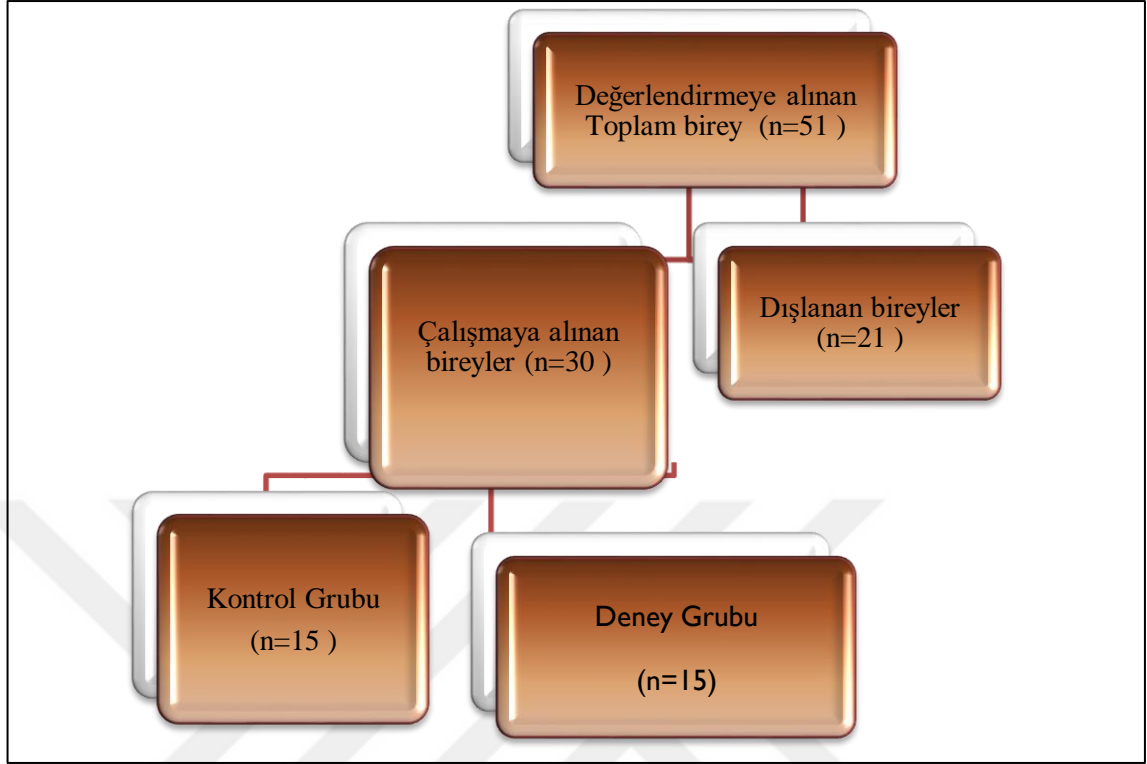 Değerlendirmeye alınan
Toplam birey (n=51 )
Çalışmaya alınan
bireyler (n=30 )
Dışlanan bireyler
(n=21 )
Kontrol Grubu
(n=15 )
Deney Grubu
(n=15)